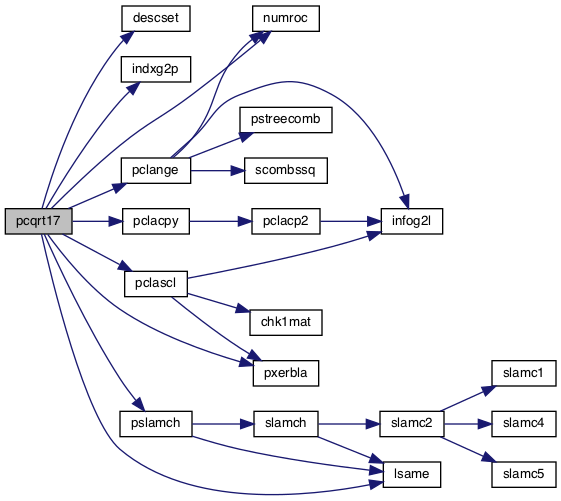 descset
numroc
indxg2p
pstreecomb
pclange
scombssq
pcqrt17
pclacpy
pclacp2
infog2l
pclascl
chk1mat
pxerbla
slamc1
pslamch
slamch
slamc2
slamc4
lsame
slamc5